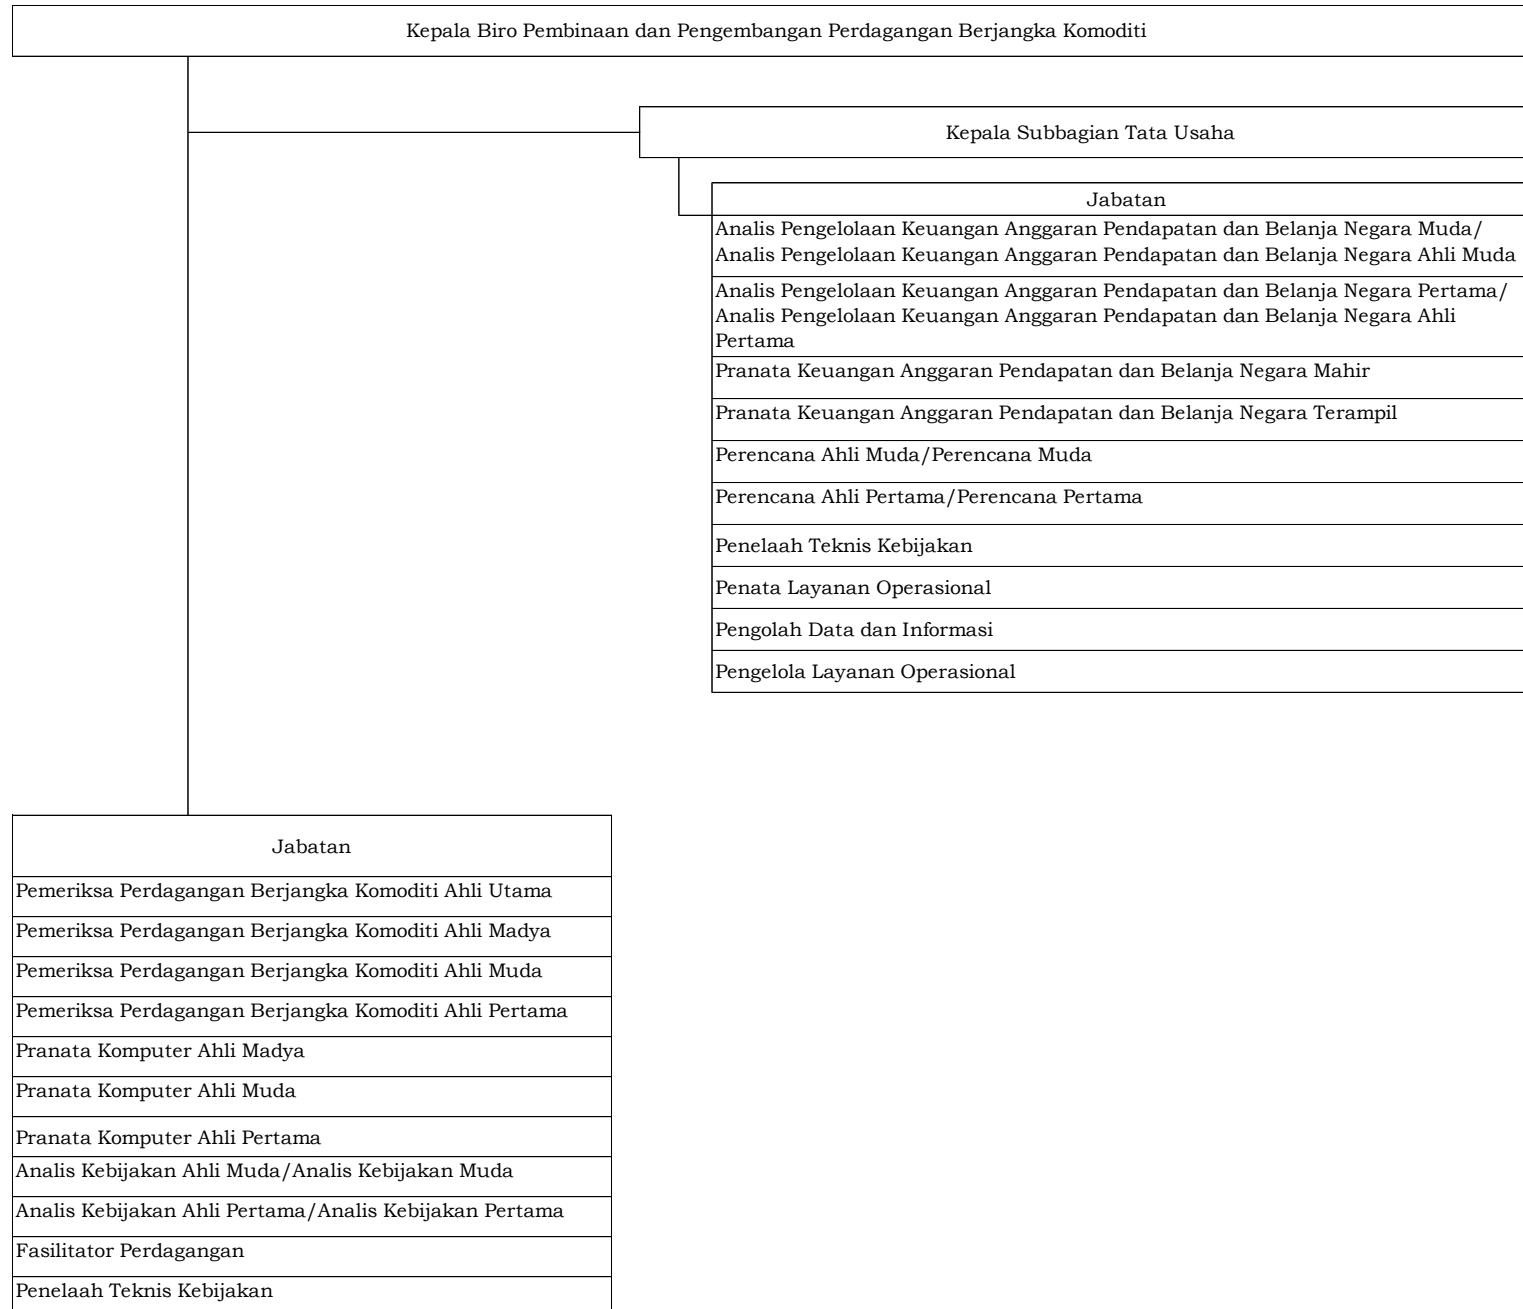 Kepala Biro Pembinaan dan Pengembangan Perdagangan Berjangka Komoditi
Kepala Subbagian Tata Usaha
Jabatan
Analis Pengelolaan Keuangan Anggaran Pendapatan dan Belanja Negara Muda/
Analis Pengelolaan Keuangan Anggaran Pendapatan dan Belanja Negara Ahli Muda
Analis Pengelolaan Keuangan Anggaran Pendapatan dan Belanja Negara Pertama/
Analis Pengelolaan Keuangan Anggaran Pendapatan dan Belanja Negara Ahli
Pertama
Pranata Keuangan Anggaran Pendapatan dan Belanja Negara Mahir
Pranata Keuangan Anggaran Pendapatan dan Belanja Negara Terampil
Perencana Ahli Muda/Perencana Muda
Perencana Ahli Pertama/Perencana Pertama
Penelaah Teknis Kebijakan
Penata Layanan Operasional
Pengolah Data dan Informasi
Pengelola Layanan Operasional
Jabatan
Pemeriksa Perdagangan Berjangka Komoditi Ahli Utama
Pemeriksa Perdagangan Berjangka Komoditi Ahli Madya
Pemeriksa Perdagangan Berjangka Komoditi Ahli Muda
Pemeriksa Perdagangan Berjangka Komoditi Ahli Pertama
Pranata Komputer Ahli Madya
Pranata Komputer Ahli Muda
Pranata Komputer Ahli Pertama
Analis Kebijakan Ahli Muda/Analis Kebijakan Muda
Analis Kebijakan Ahli Pertama/Analis Kebijakan Pertama
Fasilitator Perdagangan
Penelaah Teknis Kebijakan